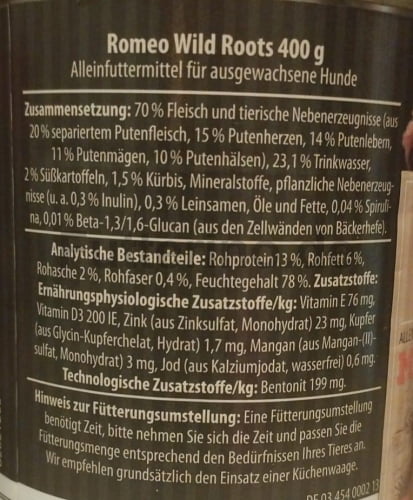 Romeo Wild Roots 400 g
Alleinfuttermittel für ausgewachsene Hunde
Zusammensetzung: 70 % Fleisch und tierische Nebenerzeugnisse (aus
20 % separiertem Putenfleisch, 15 % Putenherzen, 14 % Putenlebern,
11 % Putenmägen, 10 % Putenhälsen), 23,1 % Trinkwasser,
2 % Süßkartoffeln, 1,5 % Kürbis, Mineralstoffe, pflanzliche Nebenerzeug-
nisse (u. a. 0,3 % Inulin), 0,3 % Leinsamen, Öle und Fette, 0,04 % Spiruli-
na, 0,01 % Beta-1,3/1,6-Glucan (aus den Zellwänden von Bäckerhefe).
Analytische Bestandteile: Rohprotein 13 %, Rohfett 6 %,
Rohasche 2 %, Rohfaser 0,4 %, Feuchtegehalt 78 %. Zusatzstoffe:
Ernährungsphysiologische Zusatzstoffe/kg: Vitamin E 76 mg,
Vitamin D3 200 IE, Zink (aus Zinksulfat, Monohydrat) 23 mg, Kupfer
(aus Glycin-Kupferchelat, Hydrat) 1,7 mg, Mangan (aus Mangan-(II)-
sulfat, Monohydrat) 3 mg, Jod (aus Kalziumjodat, wasserfrei) 0,6 mg.
Technologische Zusatzstoffe/kg: Bentonit 199 mg.
Hinweis zur Fütterungsumstellung: Eine Fütterungsumstellung
benötigt Zeit, bitte nehmen Sie sich die Zeit und passen Sie die
Fütterungsmenge entsprechend den Bedürfnissen Ihres Tieres an.
Wir empfehlen grundsätzlich den Einsatz einer Küchenwaage.
DE 03 454 0002 13